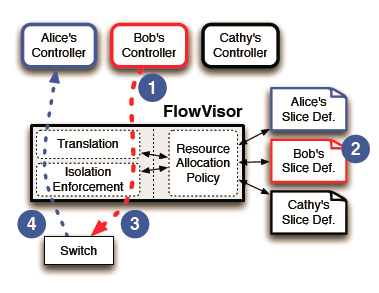 Alice's
Controller
Bob's
Controller
Cathy's
Controller
1
FlowVisor
Translation
Isolation
Enforcement
Resource
Allocation
Policy
Alice's
Slice Def.
Bob's
Slice Def.
2
Cathy's
Slice Def.
4
3
Switch